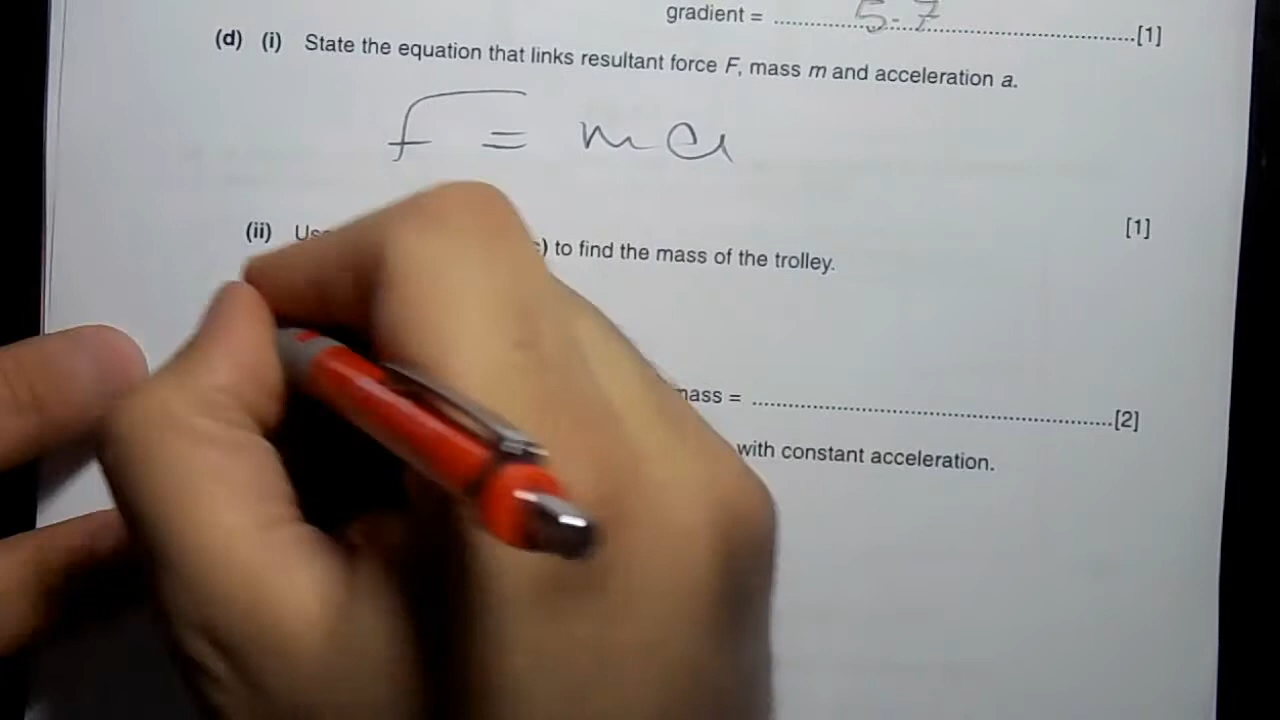 gradient = 5.7 [1]
(d) (i) State the equation that links resultant force F, mass m and acceleration a.
F = ma
[1]
(ii) to find the mass of the trolley.
mass = [2]
with constant acceleration.